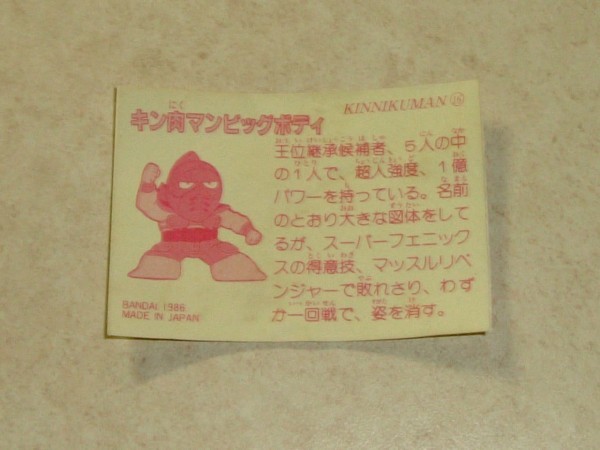 KINNIKUMAN 16
キン肉マンビッグボディ
王位継承候補者、5人の中
の1人で、超人強度、1億
パワーを持っている。名前
のとおり大きな図体をして
るが、スーパーフェニック
スの得意技、マッスルリベ
ンジャーで敗れさり、わず
か一回戦で、姿を消す。
BANDAI 1986
MADE IN JAPAN